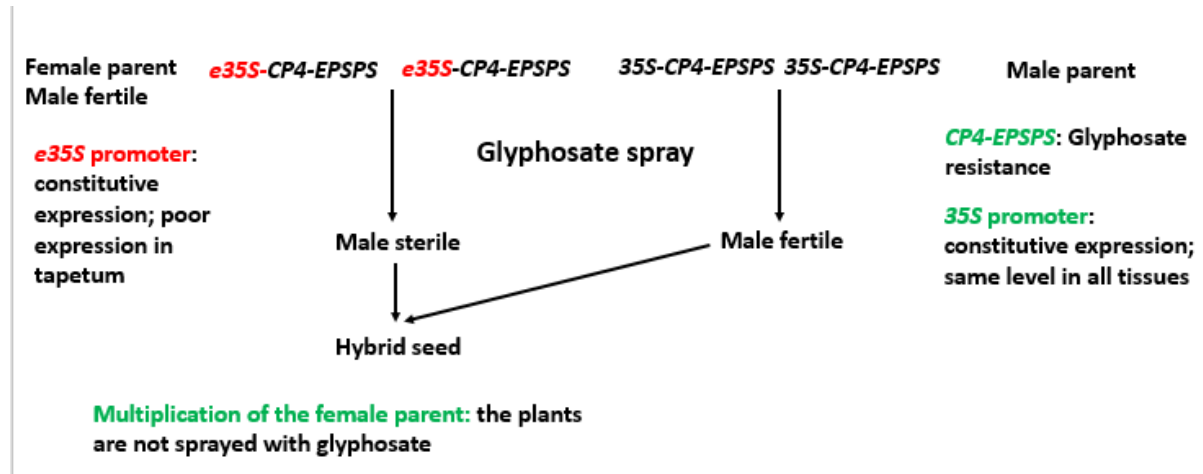 Female parent
Male fertile
e35S-CP4-EPSPS e35S-CP4-EPSPS
35S-CP4-EPSPS 35S-CP4-EPSPS
Male parent
e35S promoter:
constitutive
expression; poor
expression in
tapetum
Glyphosate spray
CP4-EPSPS: Glyphosate
resistance
35S promoter:
constitutive expression;
same level in all tissues
Male sterile
Male fertile
Hybrid seed
Multiplication of the female parent: the plants
are not sprayed with glyphosate